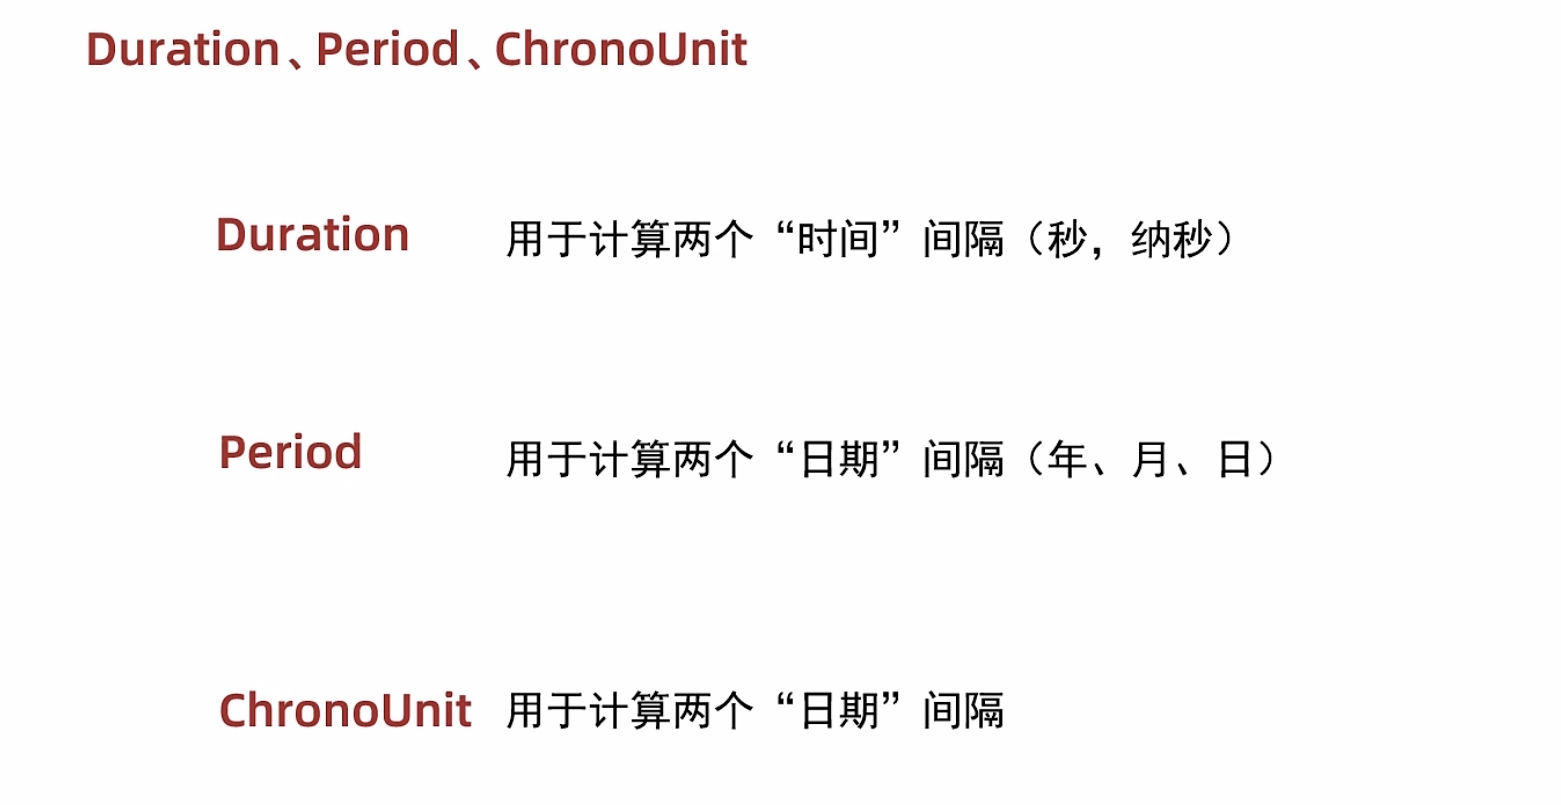 Duration、Period、ChronoUnit
Duration 用于计算两个“时间”间隔（秒，纳秒）
Period 用于计算两个“日期”间隔（年、月、日）
ChronoUnit 用于计算两个“日期”间隔